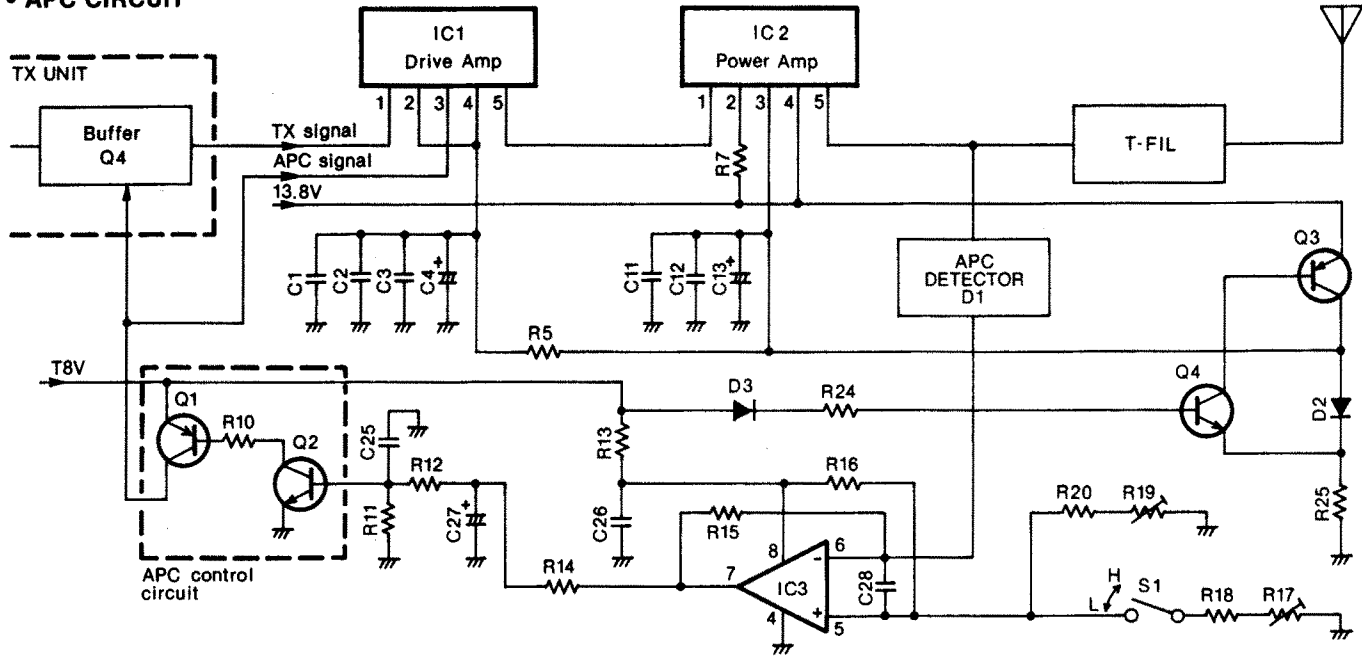 • APC CIRCUIT
IC1
Drive Amp
IC2
Power Amp
TX UNIT
1 2 3 4 5
1 2 3 4 5
Buffer
Q4
TX signal
APC signal
13.8V
R7
T-FIL
Q3
C1
C2
C3
C4
+
C11
C12
C13
+
APC
DETECTOR
D1
R5
T8V
Q1
R10
Q2
C25
D3
R24
Q4
D2
R13
R12
R16
R20
R19
R25
R11
C27
+
C26
R15
R14
8
6
-
7
IC3
C28
+
4
5
H
L
S1
R18
R17
APC control
circuit